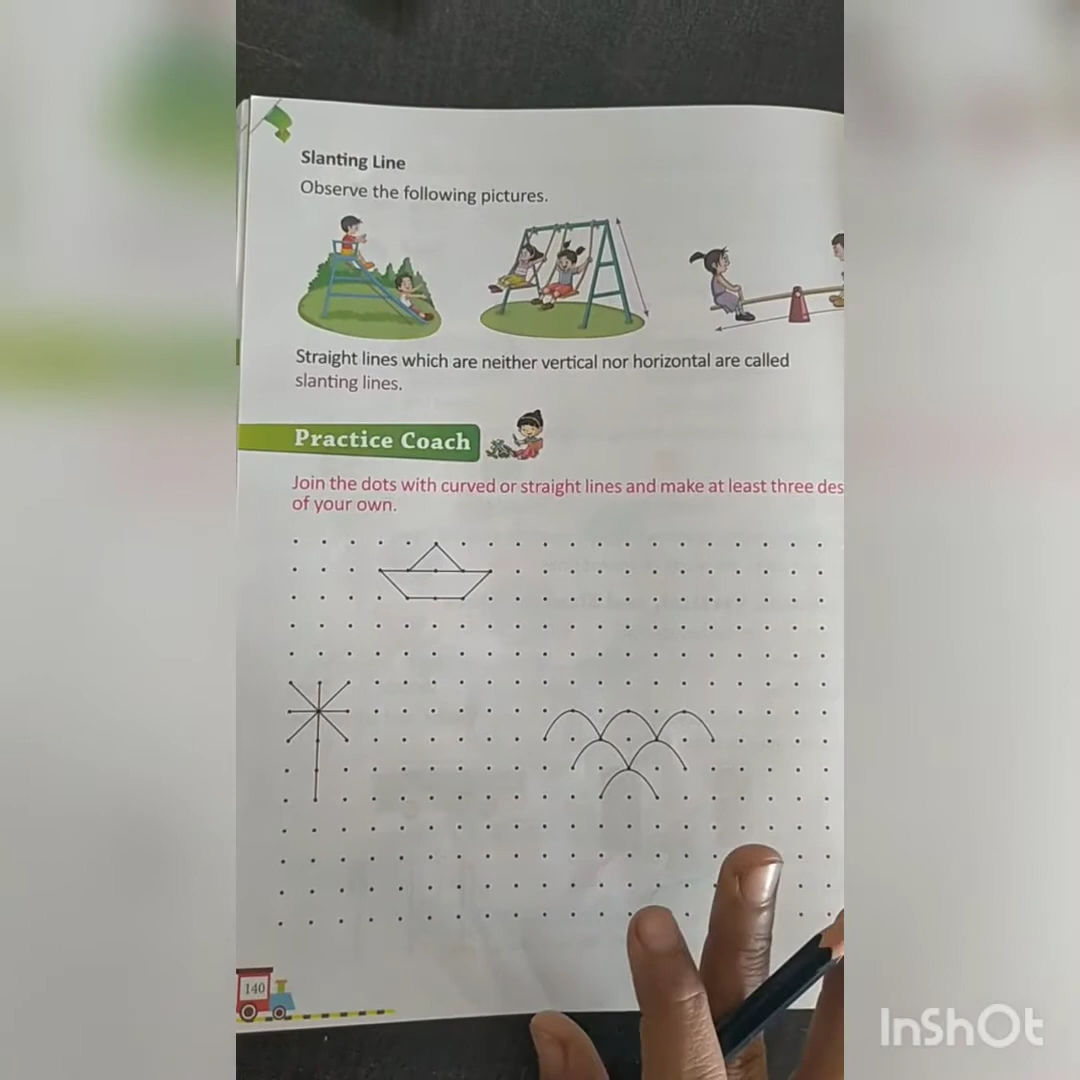 Slanting Line
Observe the following pictures.
Straight lines which are neither vertical nor horizontal are called
slanting lines.
Practice Coach
Join the dots with curved or straight lines and make at least three des
of your own.
140
InShOt